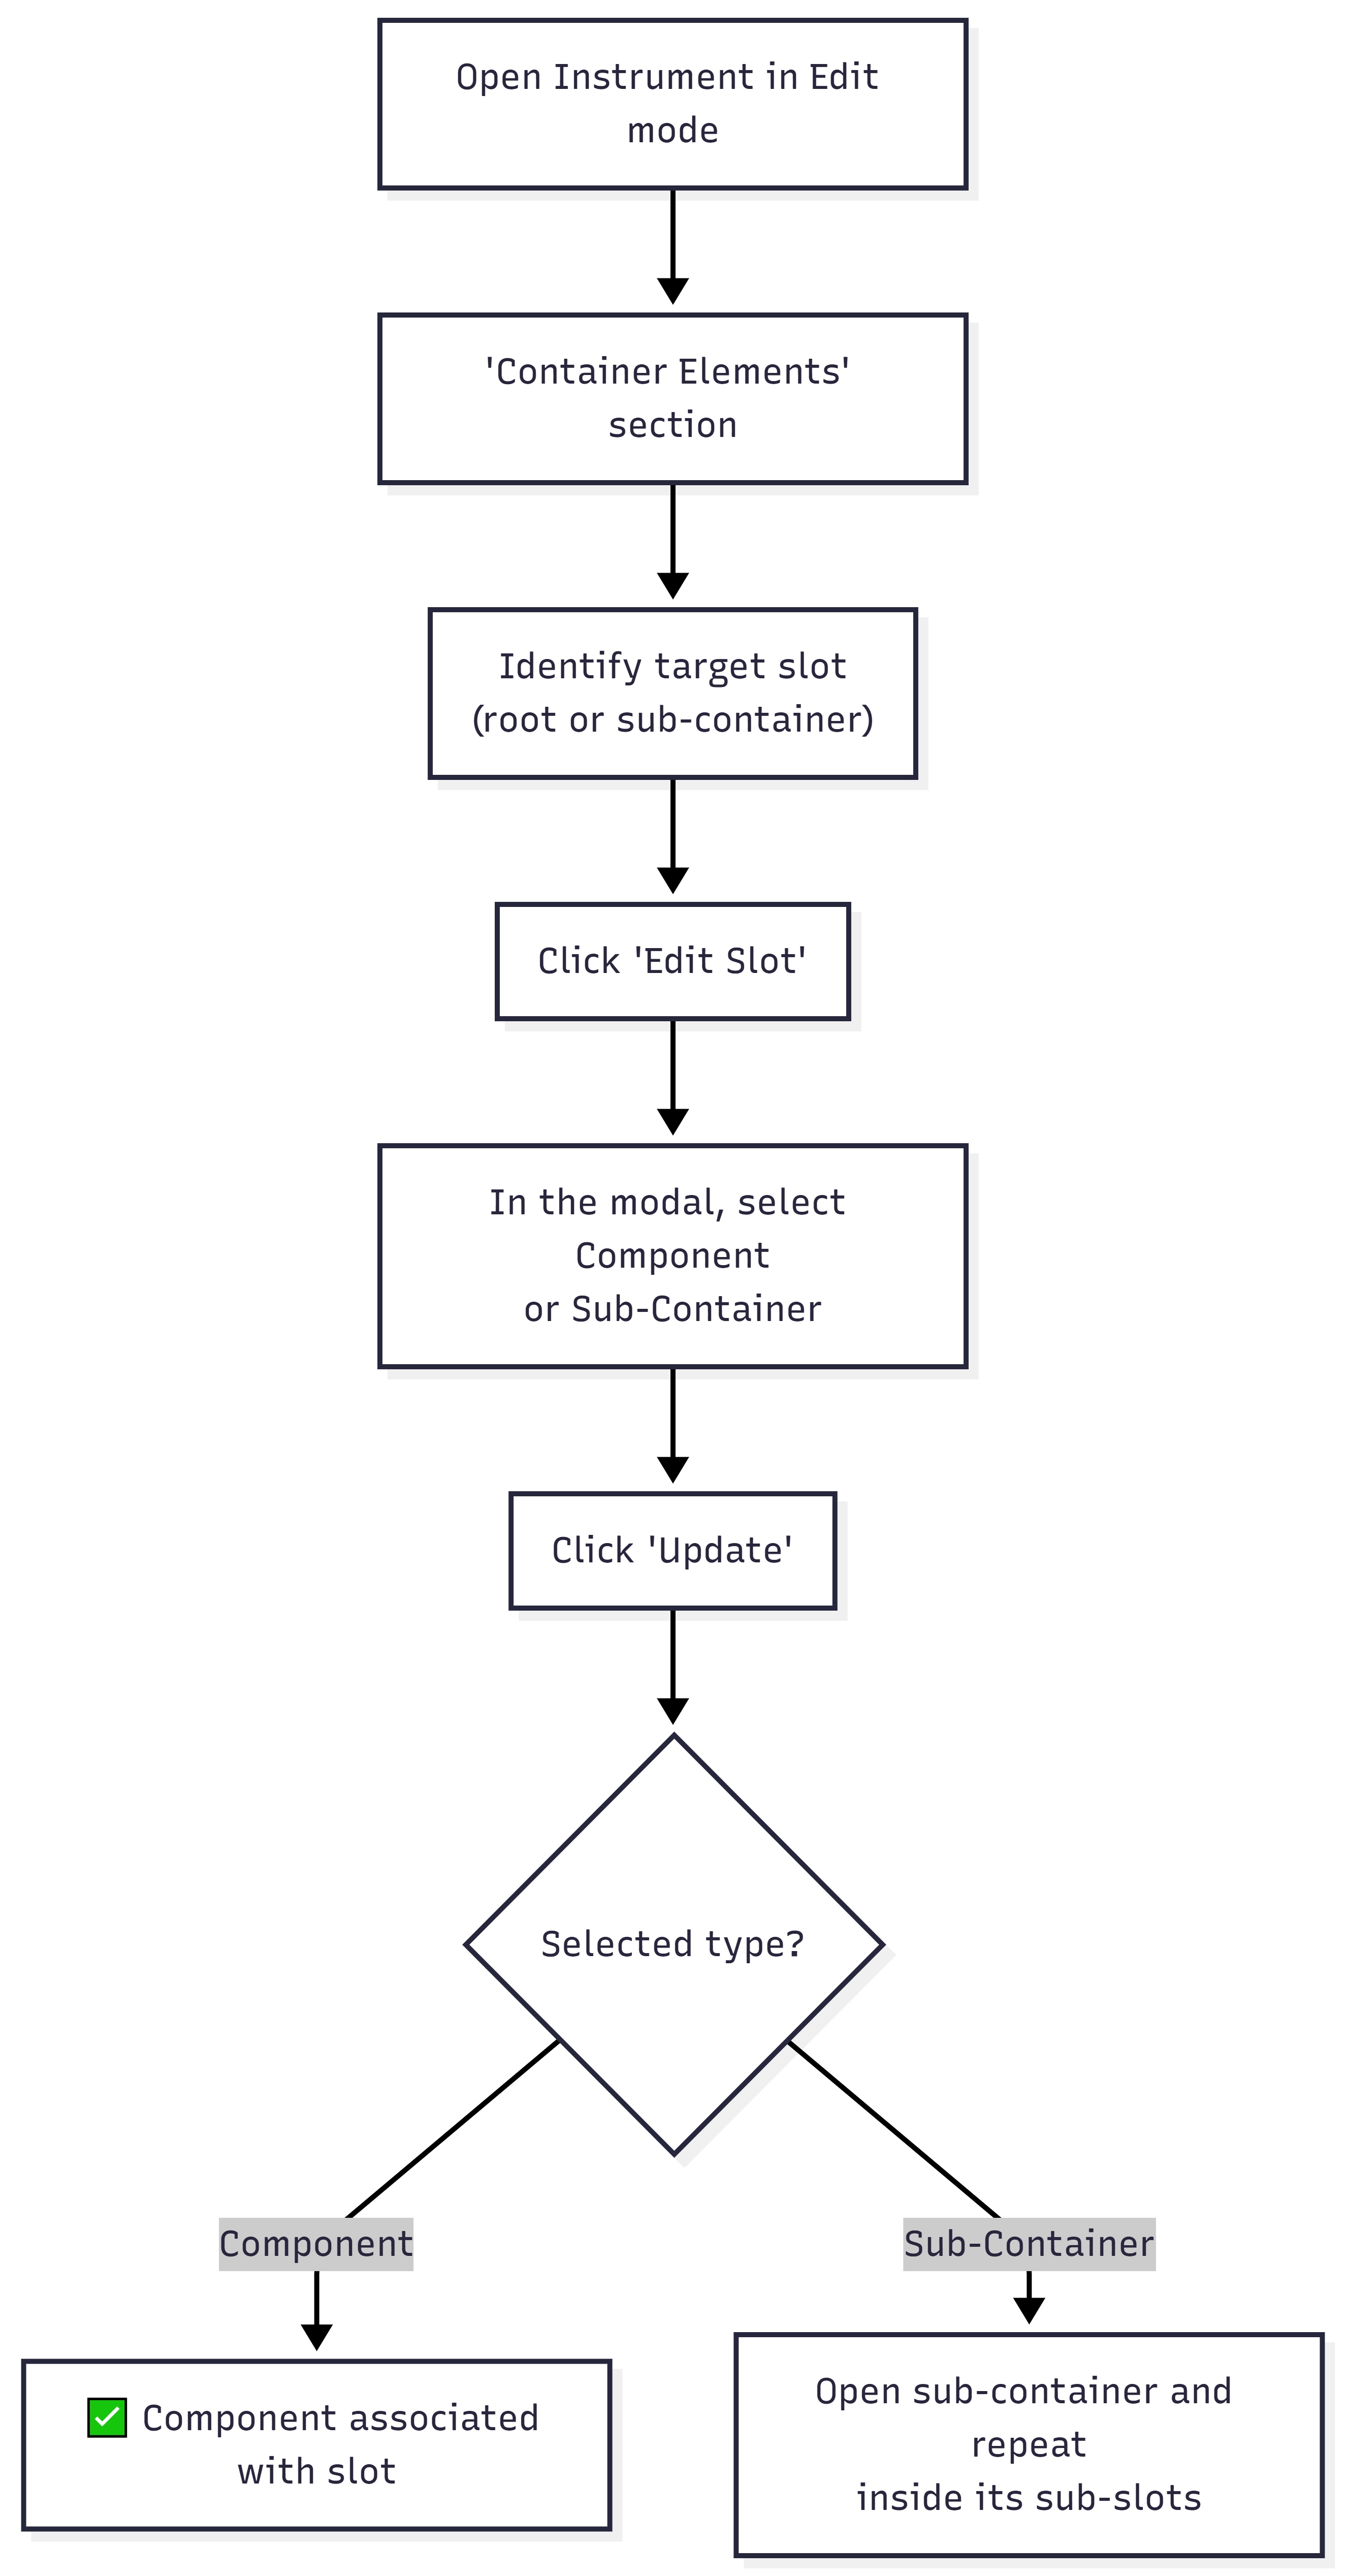 Open Instrument in Edit
mode
'Container Elements'
section
Identify target slot
(root or sub-container)
Click 'Edit Slot'
In the modal, select
Component
or Sub-Container
Click 'Update'
Selected type?
Component
Sub-Container
✅ Component associated
with slot
Open sub-container and
repeat
inside its sub-slots